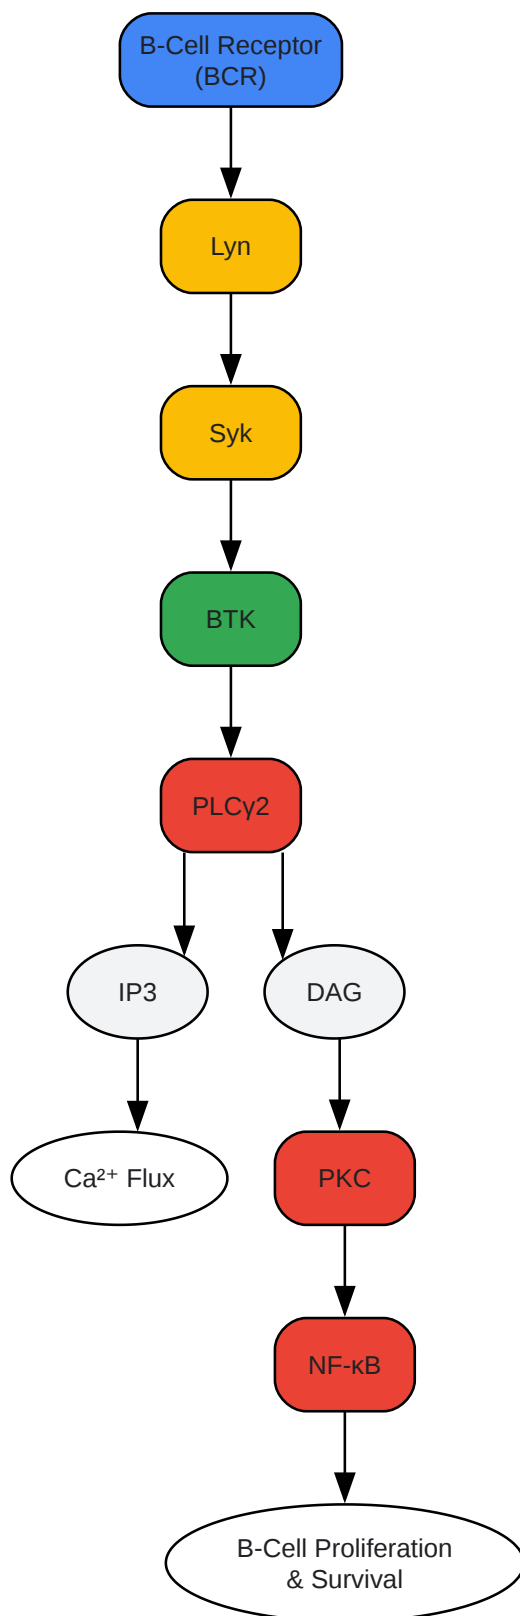 B-Cell Receptor
(BCR)
Lyn
Syk
BTK
PLCγ2
IP3
DAG
Ca²⁺ Flux
PKC
NF-κB
B-Cell Proliferation
& Survival